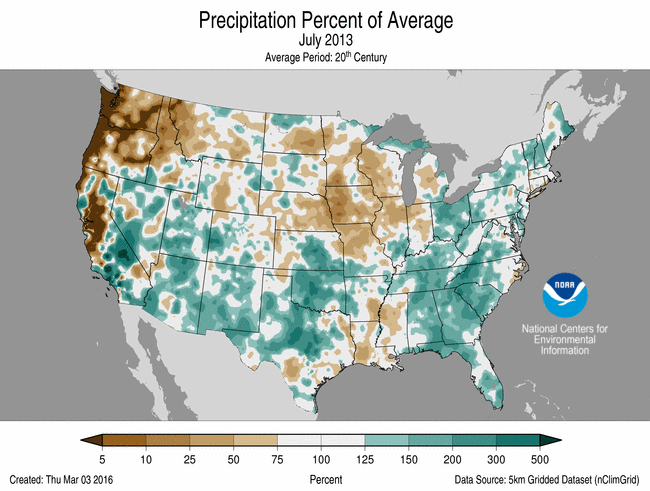 Precipitation Percent of Average
July 2013
Average Period: 20th Century
NOAA
National Centers for
Environmental
Information
5 10 25 50 75 100 125 150 200 300 500
Created: Thu Mar 03 2016 Percent Data Source: 5km Gridded Dataset (nClimGrid)